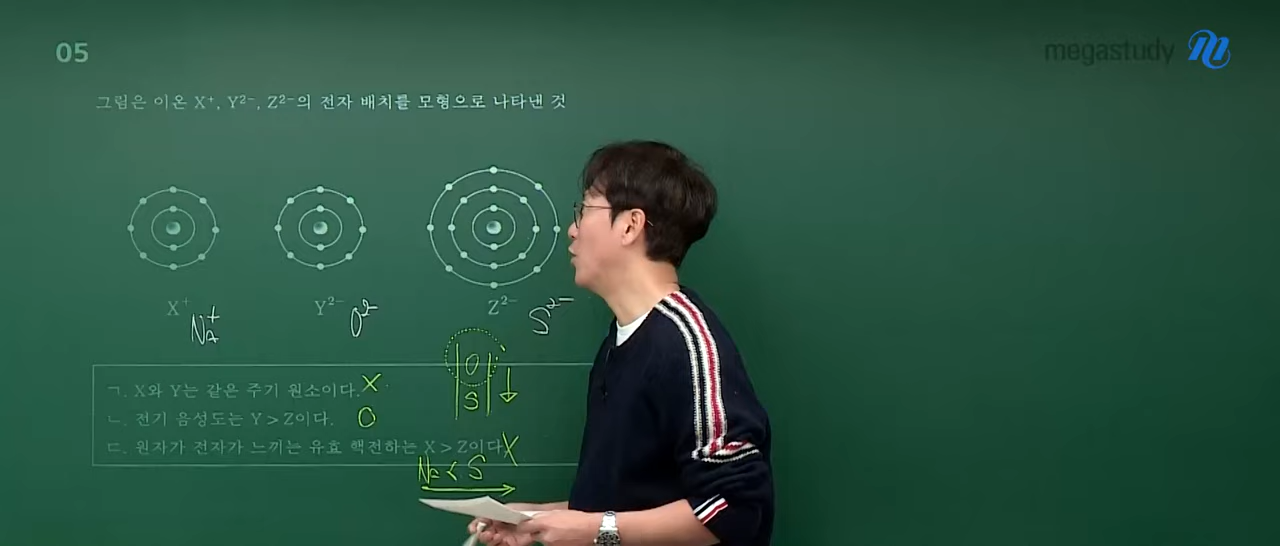 05
megastudy
그림은 이온 X⁺, Y²⁻, Z²⁻의 전자 배치를 모형으로 나타낸 것
X⁺ Y²⁻ Z²⁻
Na⁺ O²⁻ S²⁻
O
S
ㄱ. X와 Y는 같은 주기 원소이다. X
ㄴ. 전기 음성도는 Y > Z이다. O
ㄷ. 원자가 전자가 느끼는 유효 핵전하는 X > Z이다 X
Na < S